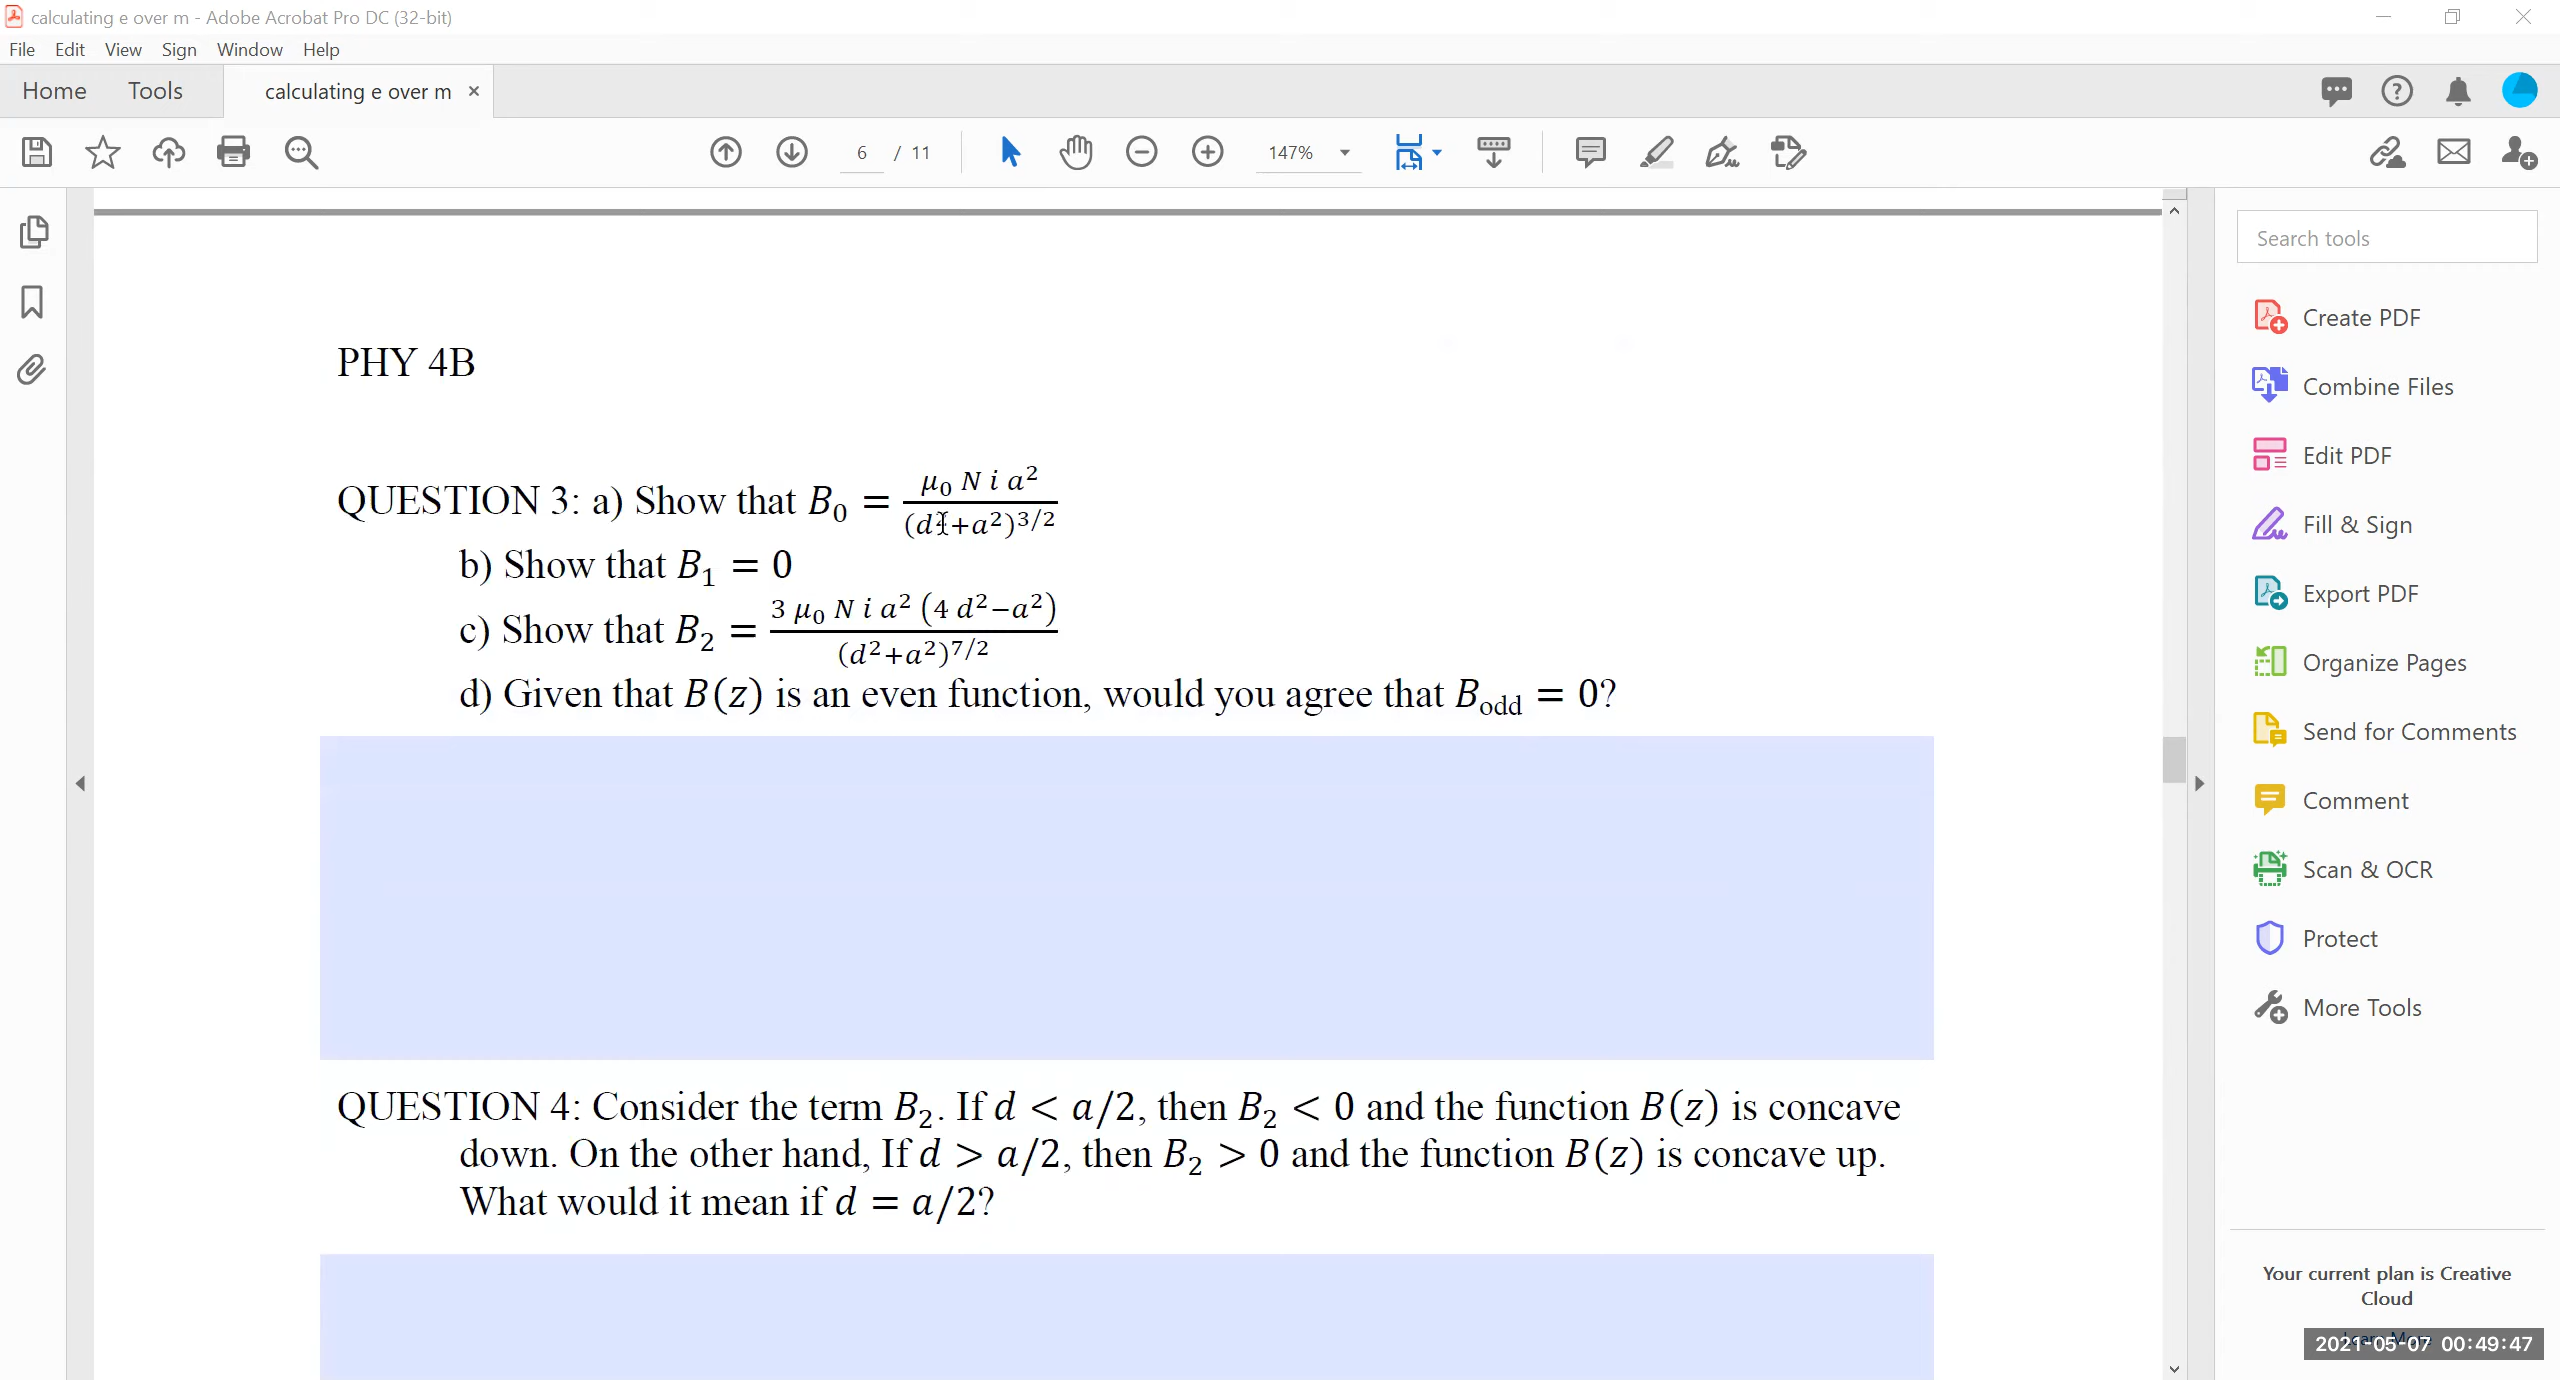 calculating e over m - Adobe Acrobat Pro DC (32-bit)
File Edit View Sign Window Help
Home Tools calculating e over m ×
6 / 11 147%
Search tools
Create PDF
Combine Files
Edit PDF
Fill & Sign
Export PDF
Organize Pages
Send for Comments
Comment
Scan & OCR
Protect
More Tools
Your current plan is Creative
Cloud
2021-05-07 00:49:47
PHY 4B
QUESTION 3: a) Show that B₀ = μ₀ N i a² / (d²+a²)^3/2
b) Show that B₁ = 0
c) Show that B₂ = 3 μ₀ N i a² (4 d²−a²) / (d²+a²)^7/2
d) Given that B(z) is an even function, would you agree that B_odd = 0?
QUESTION 4: Consider the term B₂. If d < a/2, then B₂ < 0 and the function B(z) is concave
down. On the other hand, If d > a/2, then B₂ > 0 and the function B(z) is concave up.
What would it mean if d = a/2?